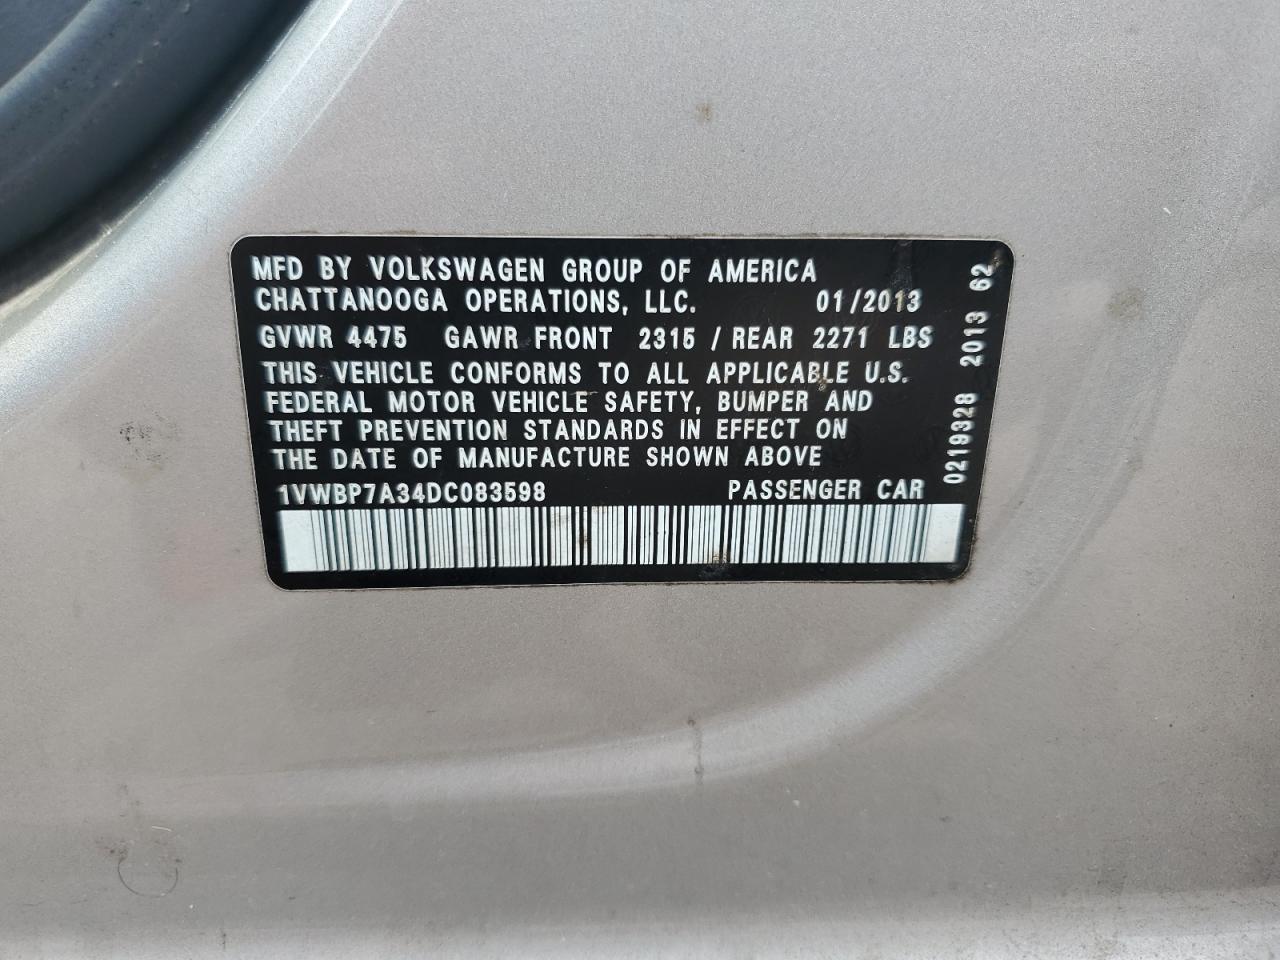 MFD BY VOLKSWAGEN GROUP OF AMERICA
CHATTANOOGA OPERATIONS, LLC. 01/2013
GVWR 4475 GAWR FRONT 2315 / REAR 2271 LBS
THIS VEHICLE CONFORMS TO ALL APPLICABLE U.S.
FEDERAL MOTOR VEHICLE SAFETY, BUMPER AND
THEFT PREVENTION STANDARDS IN EFFECT ON
THE DATE OF MANUFACTURE SHOWN ABOVE
1VWBP7A34DC083598 PASSENGER CAR
0219328 2013 62